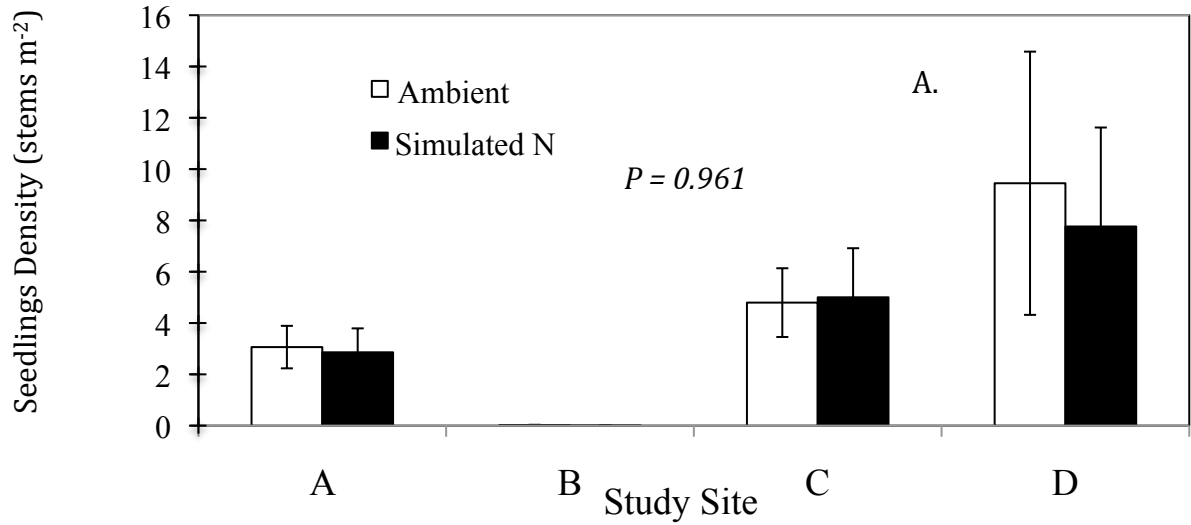 Seedlings Density (stems m⁻²)
16
14
12
10
8
6
4
2
0
Ambient
Simulated N
A.
P = 0.961
A
B
C
D
Study Site